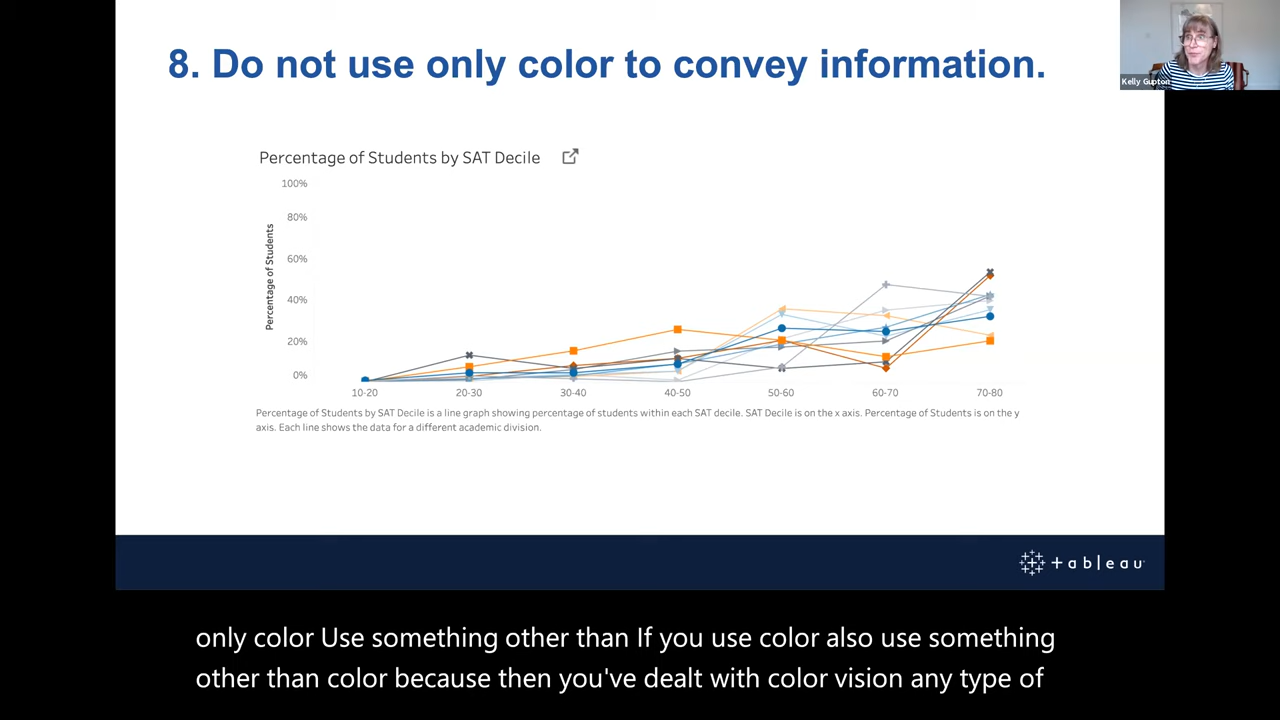 8. Do not use only color to convey information.
Kelly Gupton
Percentage of Students by SAT Decile
100%
80%
60%
40%
20%
0%
Percentage of Students
10-20
20-30
30-40
40-50
50-60
60-70
70-80
Percentage of Students by SAT Decile is a line graph showing percentage of students within each SAT decile. SAT Decile is on the x axis. Percentage of Students is on the y
axis. Each line shows the data for a different academic division.
tableau
only color Use something other than If you use color also use something
other than color because then you've dealt with color vision any type of